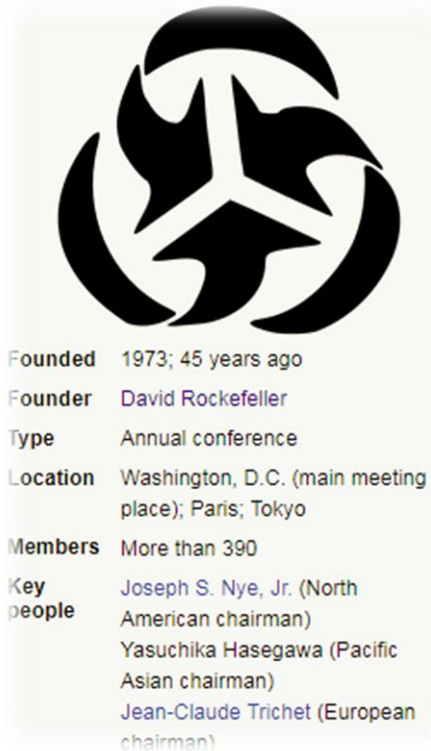 Founded 1973; 45 years ago
Founder David Rockefeller
Type Annual conference
Location Washington, D.C. (main meeting
place); Paris; Tokyo
Members More than 390
Key people Joseph S. Nye, Jr. (North
American chairman)
Yasuchika Hasegawa (Pacific
Asian chairman)
Jean-Claude Trichet (European
chairman)